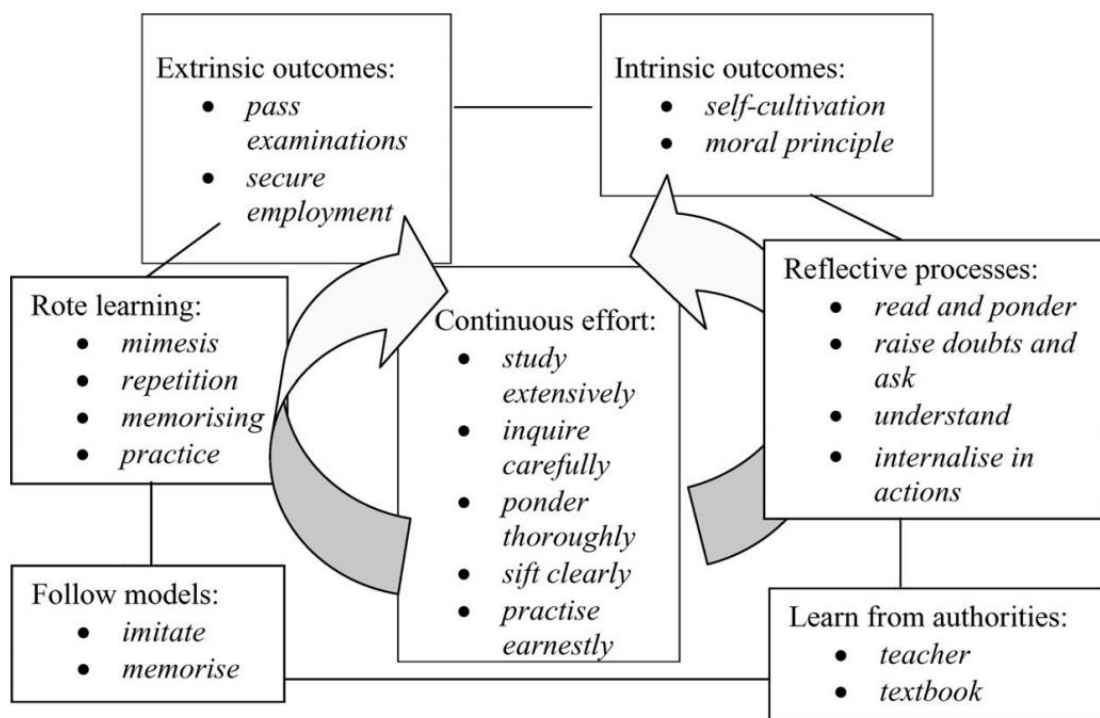 Extrinsic outcomes:
● pass
examinations
● secure
employment
Intrinsic outcomes:
● self-cultivation
● moral principle
Rote learning:
● mimesis
● repetition
● memorising
● practice
Continuous effort:
● study
extensively
● inquire
carefully
● ponder
thoroughly
● sift clearly
● practise
earnestly
Reflective processes:
● read and ponder
● raise doubts and
ask
● understand
● internalise in
actions
Follow models:
● imitate
● memorise
Learn from authorities:
● teacher
● textbook